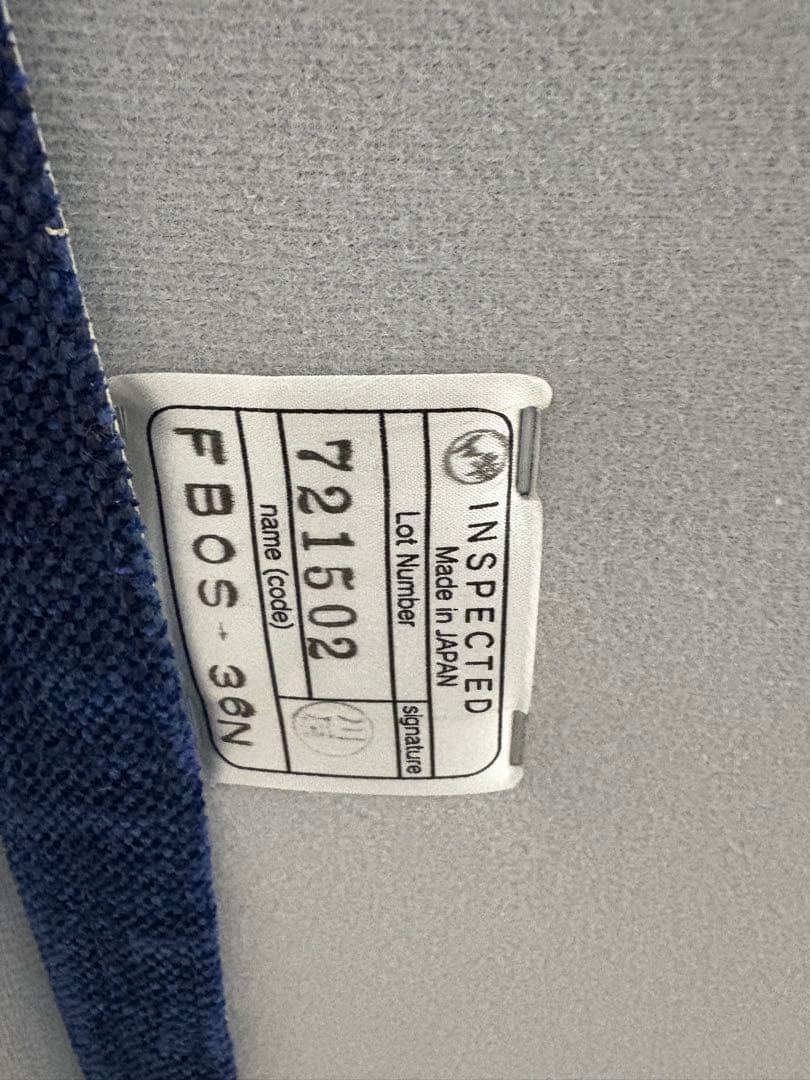 INSPECTED
Made in JAPAN
Lot Number signature
721502
name (code)
FBOS-36N